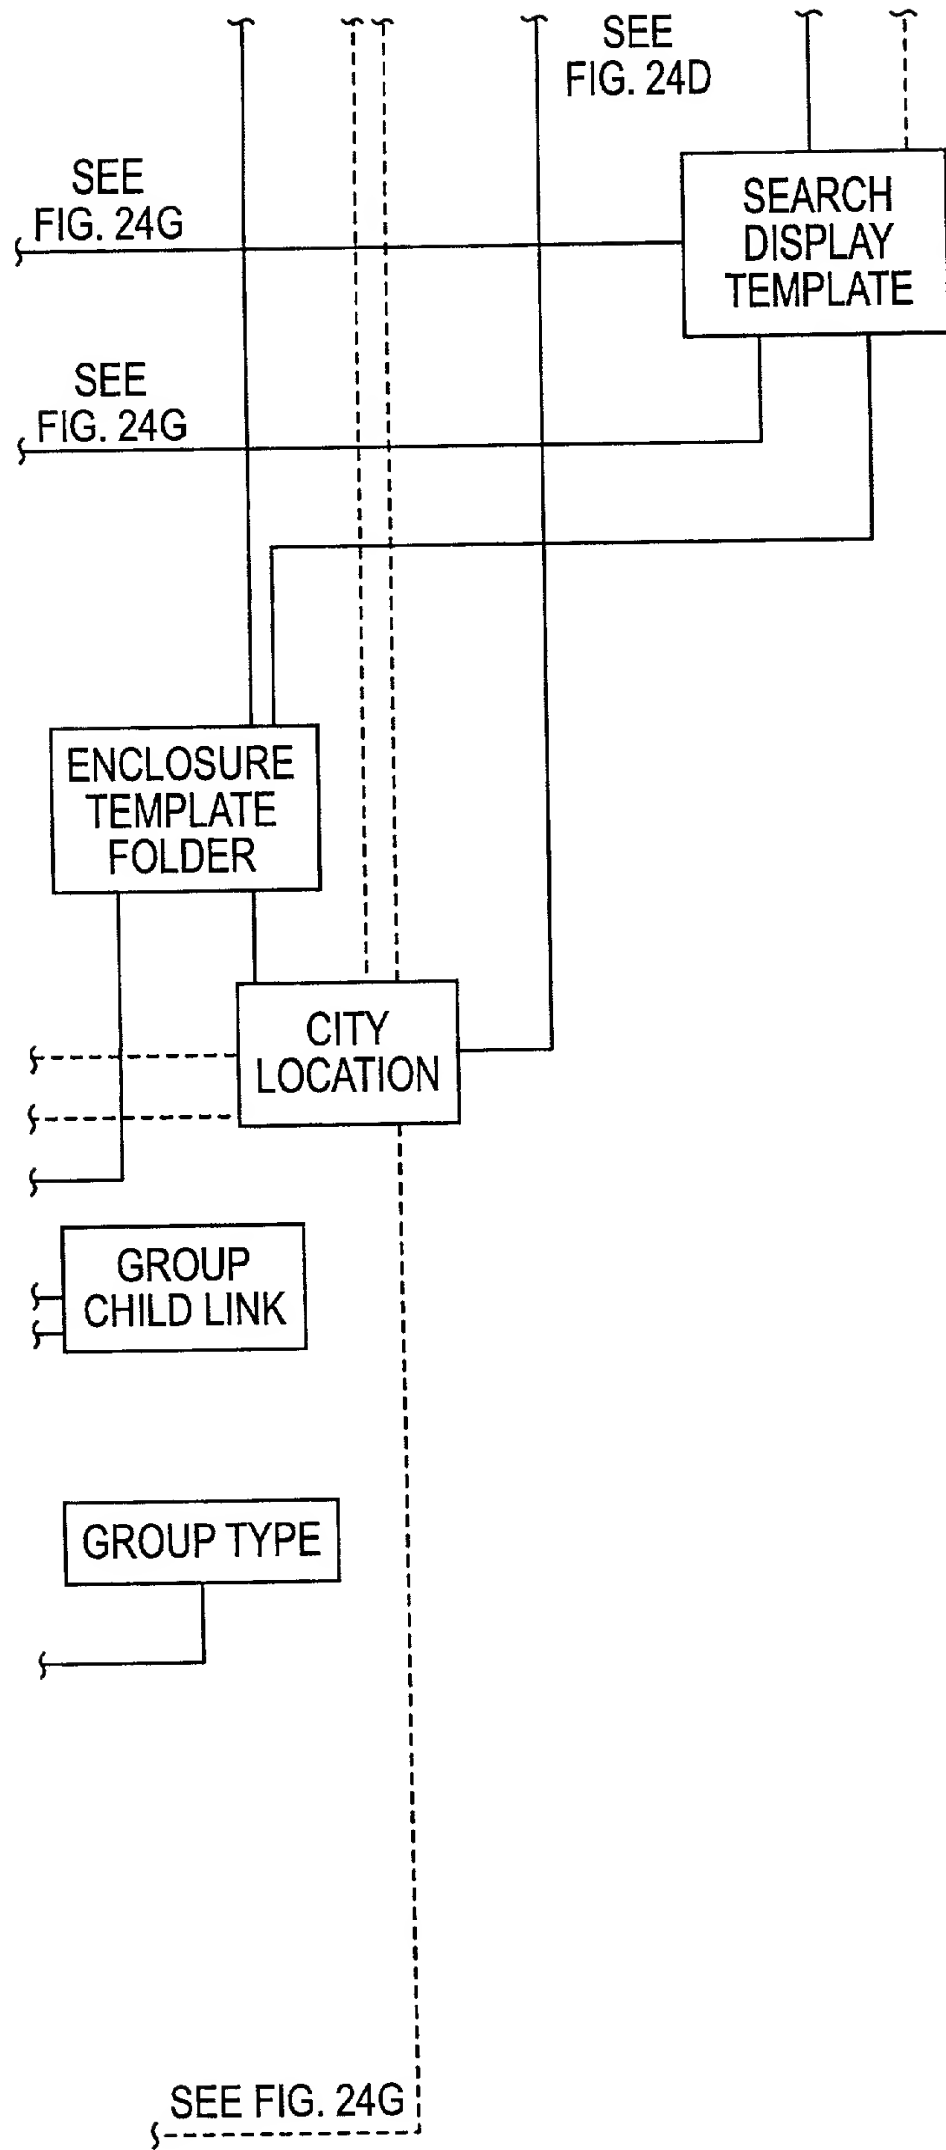 SEE
FIG. 24D
SEE
FIG. 24G
SEARCH
DISPLAY
TEMPLATE
SEE
FIG. 24G
ENCLOSURE
TEMPLATE
FOLDER
CITY
LOCATION
GROUP
CHILD LINK
GROUP TYPE
SEE FIG. 24G